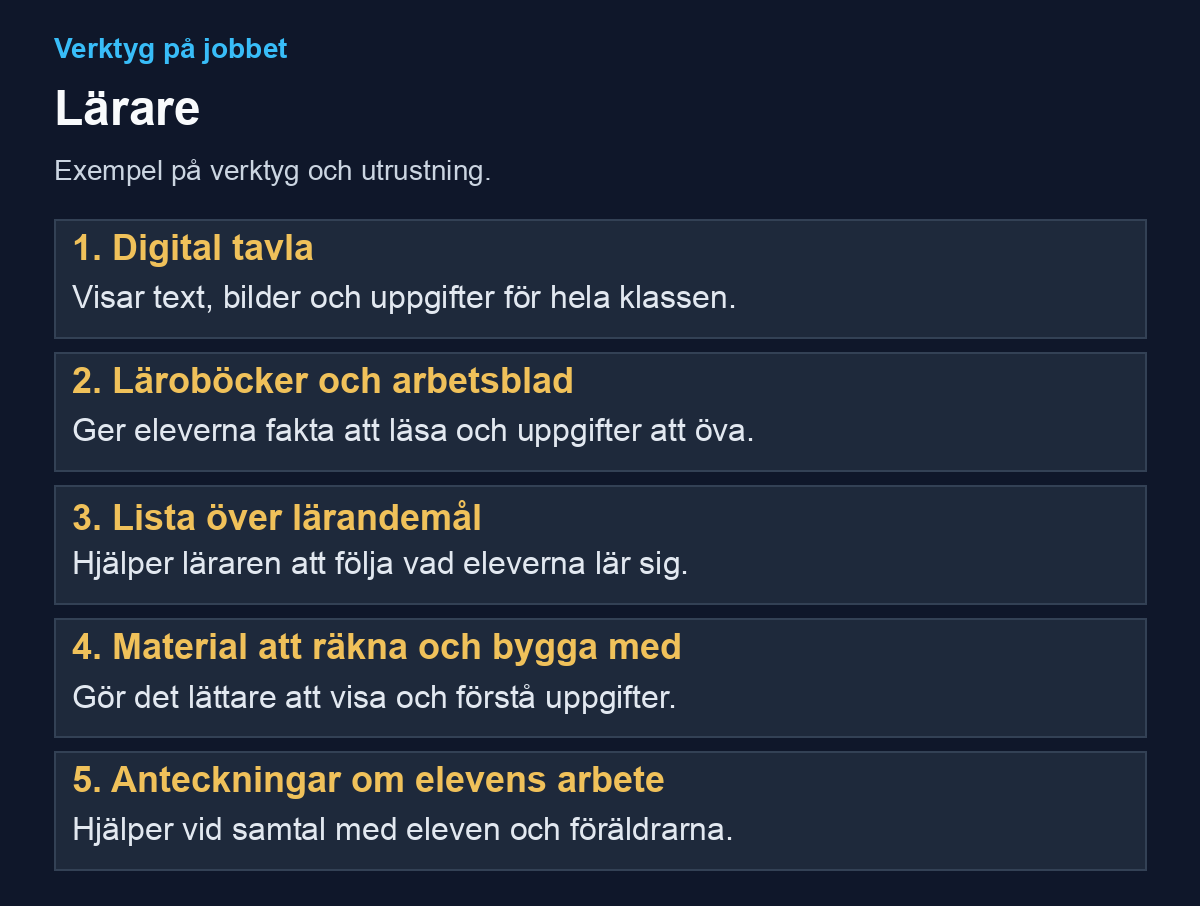 Verktyg på jobbet
Lärare
Exempel på verktyg och utrustning.
1. Digital tavla
Visar text, bilder och uppgifter för hela klassen.
2. Läroböcker och arbetsblad
Ger eleverna fakta att läsa och uppgifter att öva.
3. Lista över lärandemål
Hjälper läraren att följa vad eleverna lär sig.
4. Material att räkna och bygga med
Gör det lättare att visa och förstå uppgifter.
5. Anteckningar om elevens arbete
Hjälper vid samtal med eleven och föräldrarna.